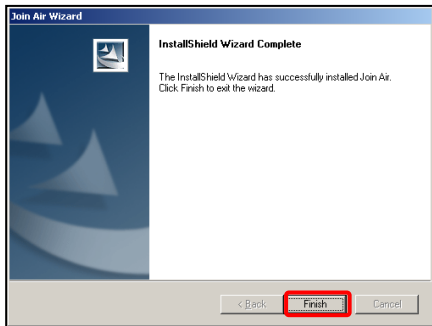 Join Air Wizard
InstallShield Wizard Complete
The InstallShield Wizard has successfully installed Join Air.
Click Finish to exit the wizard.
< Back
Finish
Cancel